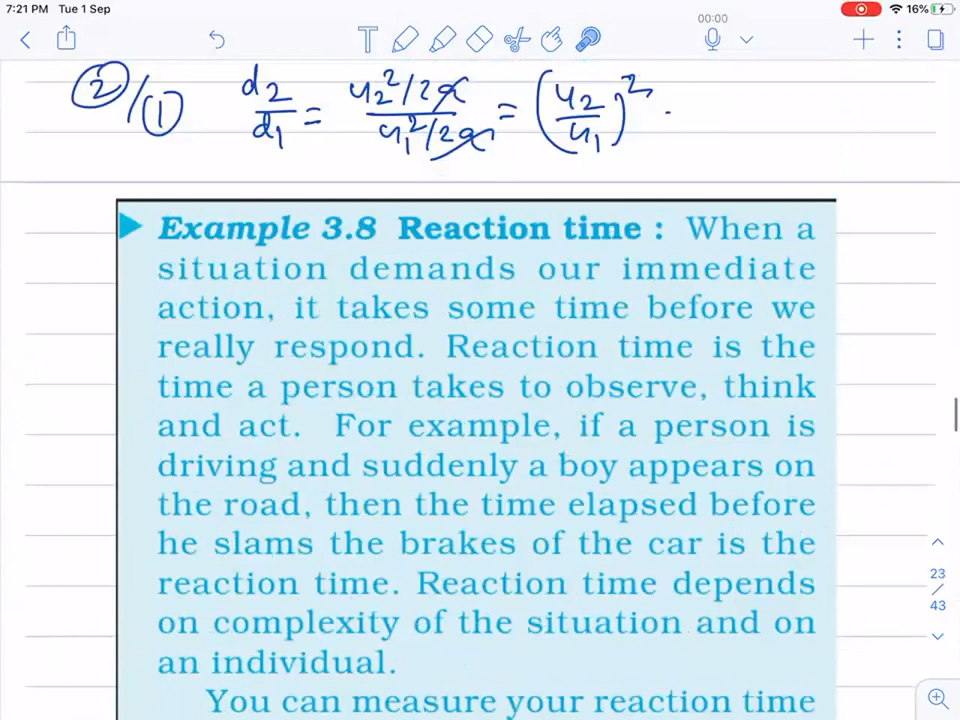 7:21 PM Tue 1 Sep
16%
00:00
② / ① d₂/d₁ = (u₂²/2a)/(u₁²/2a) = (u₂/u₁)² .
Example 3.8 Reaction time : When a
situation demands our immediate
action, it takes some time before we
really respond. Reaction time is the
time a person takes to observe, think
and act. For example, if a person is
driving and suddenly a boy appears on
the road, then the time elapsed before
he slams the brakes of the car is the
reaction time. Reaction time depends
on complexity of the situation and on
an individual.
You can measure your reaction time
23
/
43